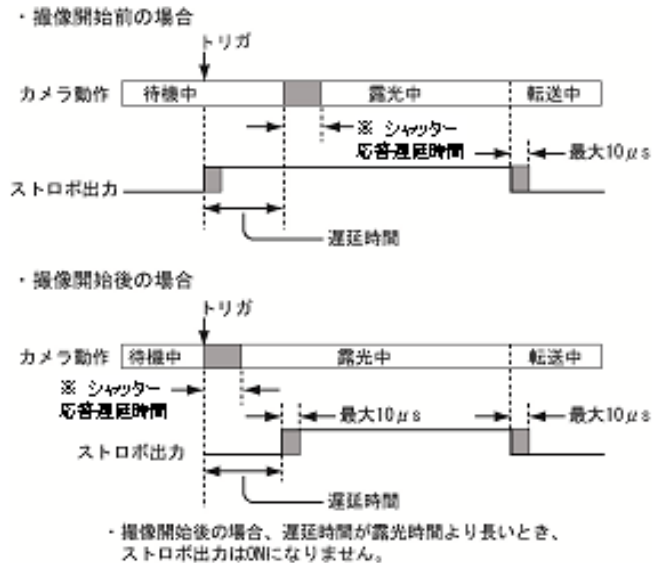 ・撮像開始前の場合
トリガ
カメラ動作 待機中 露光中 転送中
※ シャッター
応答遅延時間
最大10μs
ストロボ出力
遅延時間
・撮像開始後の場合
トリガ
カメラ動作 待機中 露光中 転送中
※ シャッター
応答遅延時間
最大10μs 最大10μs
ストロボ出力
遅延時間
・撮像開始後の場合、遅延時間が露光時間より長いとき、
ストロボ出力はONになりません。